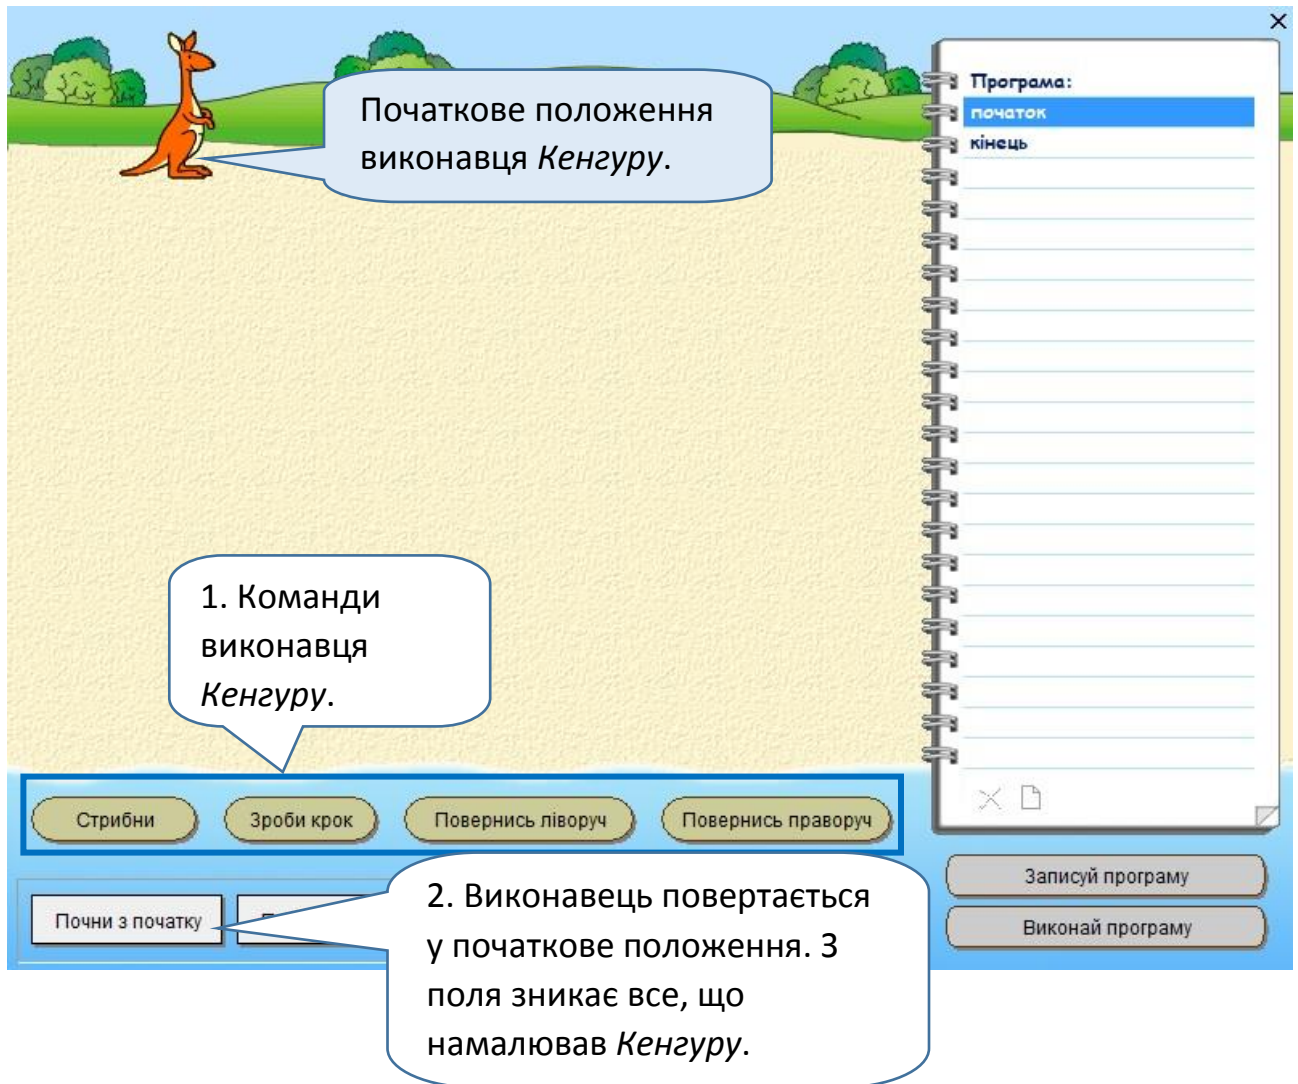 Початкове положення
виконавця Кенгуру.
Програма:
початок
кінець
1. Команди
виконавця
Кенгуру.
Стрибни
Зроби крок
Повернись ліворуч
Повернись праворуч
Почни з початку
2. Виконавець повертається
у початкове положення. З
поля зникає все, що
намалював Кенгуру.
Записуй програму
Виконай програму